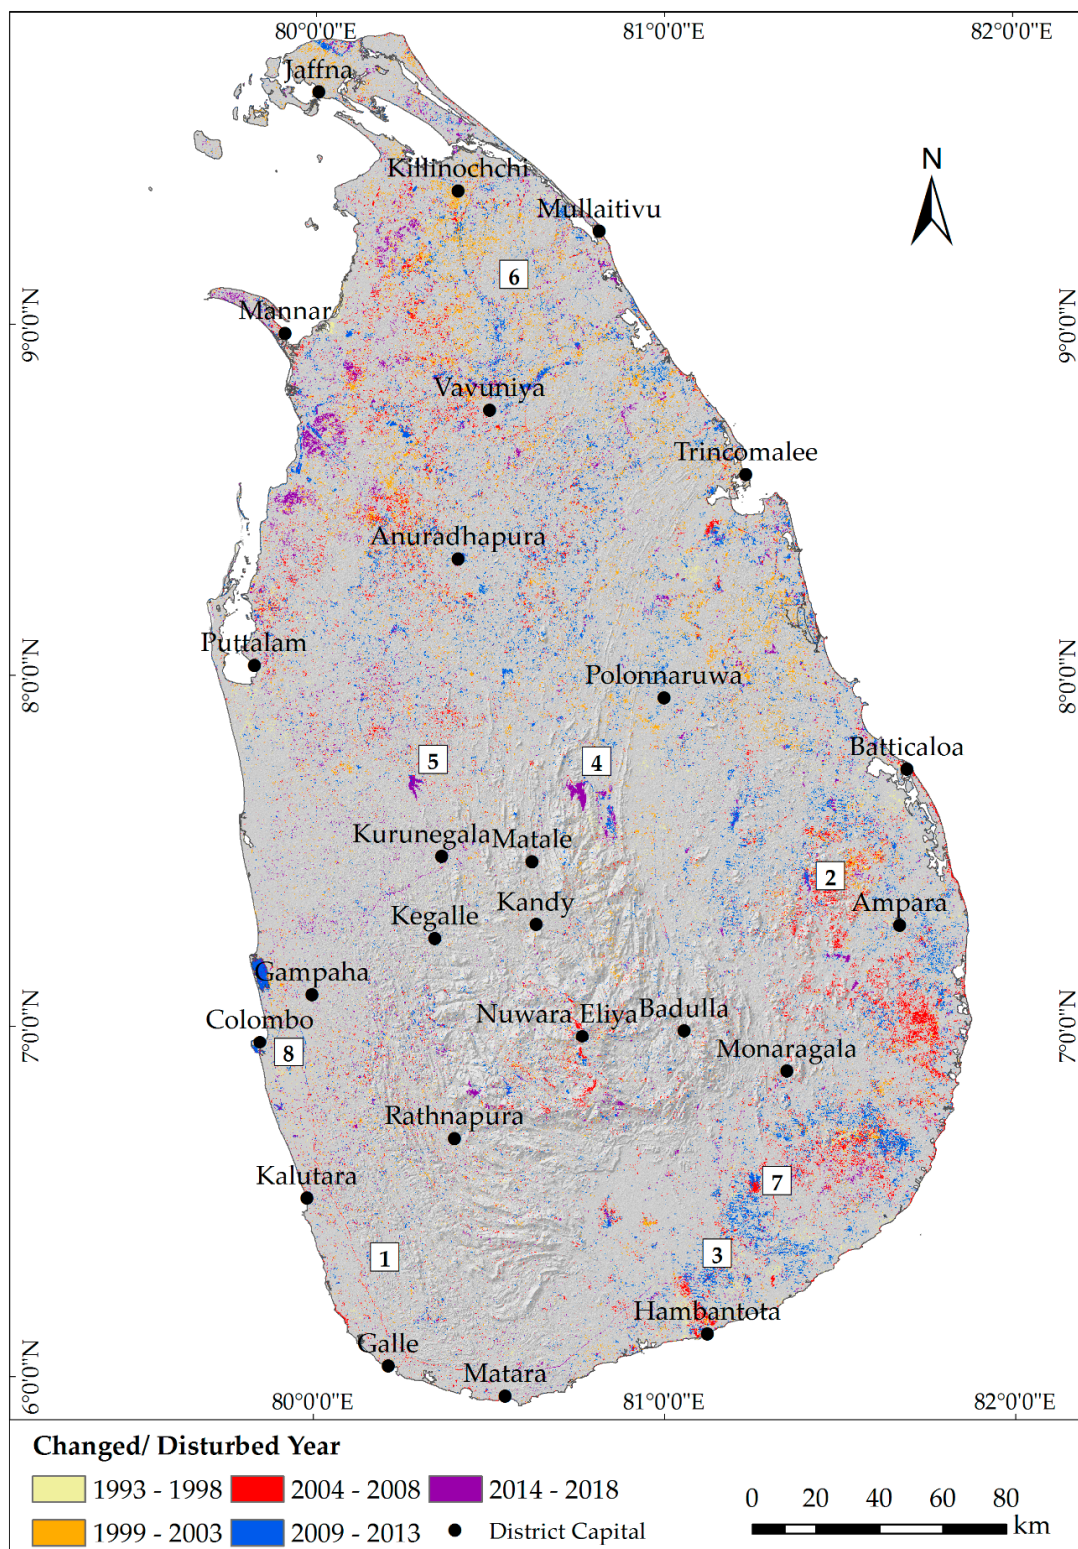 80°0'0"E 81°0'0"E 82°0'0"E
Jaffna
N
Killinochchi
Mullaitivu
6
9°0'0"N 9°0'0"N
Mannar
Vavuniya
Trincomalee
Anuradhapura
Puttalam
8°0'0"N 8°0'0"N
Polonnaruwa
Batticaloa
5 4
Kurunegala Matale
2
Kandy Ampara
Kegalle
Gampaha
Colombo Nuwara Eliya Badulla
7°0'0"N 7°0'0"N
8 Monaragala
Rathnapura
Kalutara 7
1 3
Hambantota
Galle
Matara
6°0'0"N
80°0'0"E 81°0'0"E 82°0'0"E
Changed/ Disturbed Year
1993 - 1998 2004 - 2008 2014 - 2018
1999 - 2003 2009 - 2013 District Capital
0 20 40 60 80
km